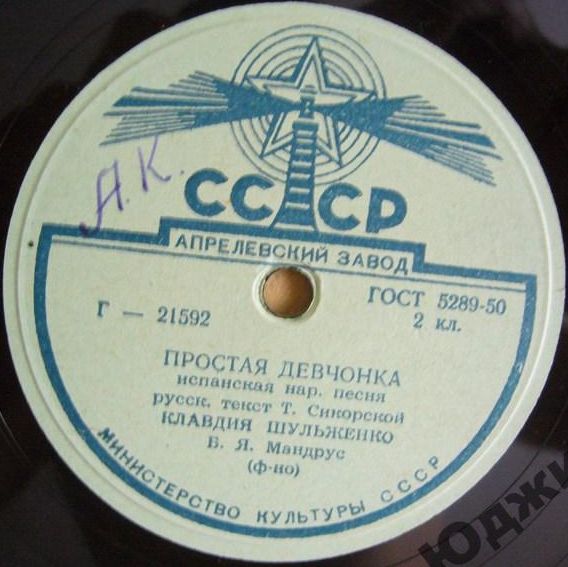 А.К.
СССР
АПРЕЛЕВСКИЙ ЗАВОД
Г — 21592
ГОСТ 5289-50
2 кл.
ПРОСТАЯ ДЕВЧОНКА
испанская нар. песня
русск. текст Т. Сикорской
КЛАВДИЯ ШУЛЬЖЕНКО
Б. Я. Мандрус
(ф-но)
МИНИСТЕРСТВО КУЛЬТУРЫ СССР